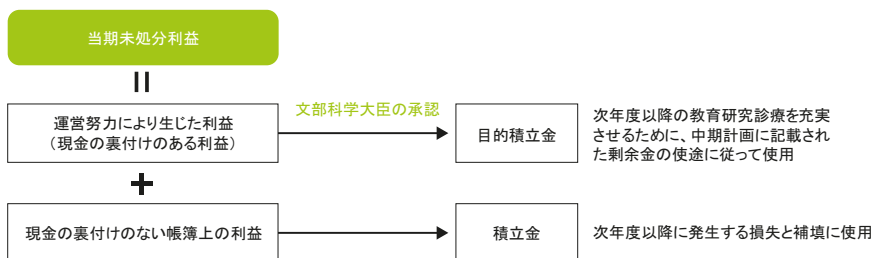 当期未処分利益
運営努力により生じた利益
（現金の裏付けのある利益）
文部科学大臣の承認
目的積立金
次年度以降の教育研究診療を充実
させるために、中期計画に記載され
た剰余金の使途に従って使用
現金の裏付けのない帳簿上の利益
積立金
次年度以降に発生する損失と補填に使用